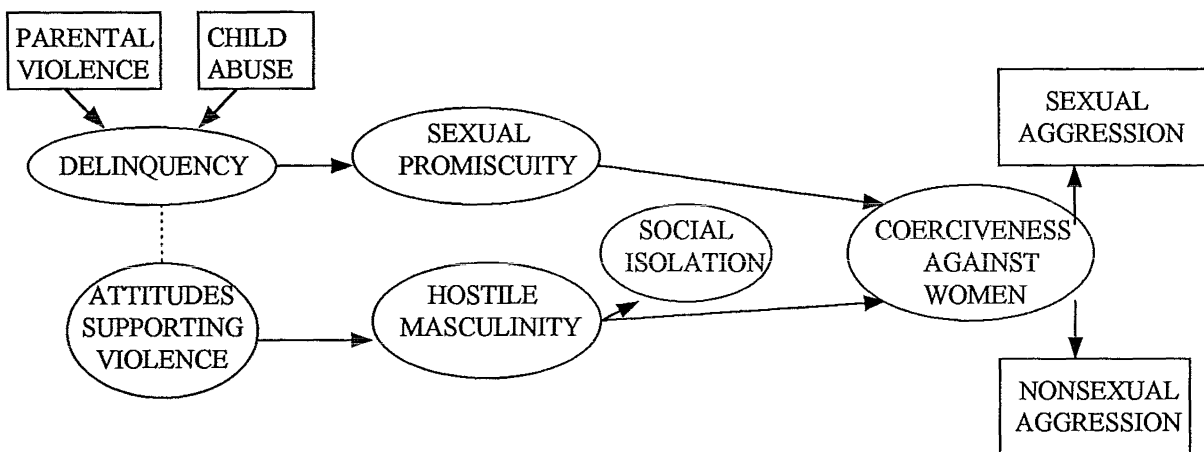 PARENTAL
VIOLENCE
CHILD
ABUSE
DELINQUENCY
SEXUAL
PROMISCUITY
SEXUAL
AGGRESSION
SOCIAL
ISOLATION
COERCIVENESS
AGAINST
WOMEN
ATTITUDES
SUPPORTING
VIOLENCE
HOSTILE
MASCULINITY
NONSEXUAL
AGGRESSION